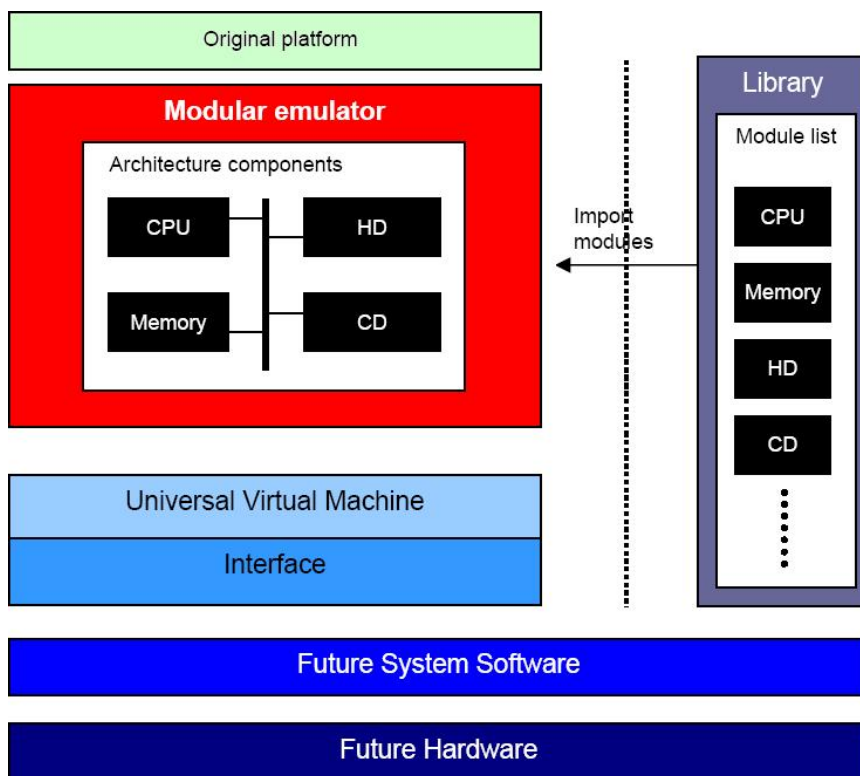 Original platform
Modular emulator
Architecture components
CPU
HD
Memory
CD
Universal Virtual Machine
Interface
Import
modules
Library
Module list
CPU
Memory
HD
CD
Future System Software
Future Hardware